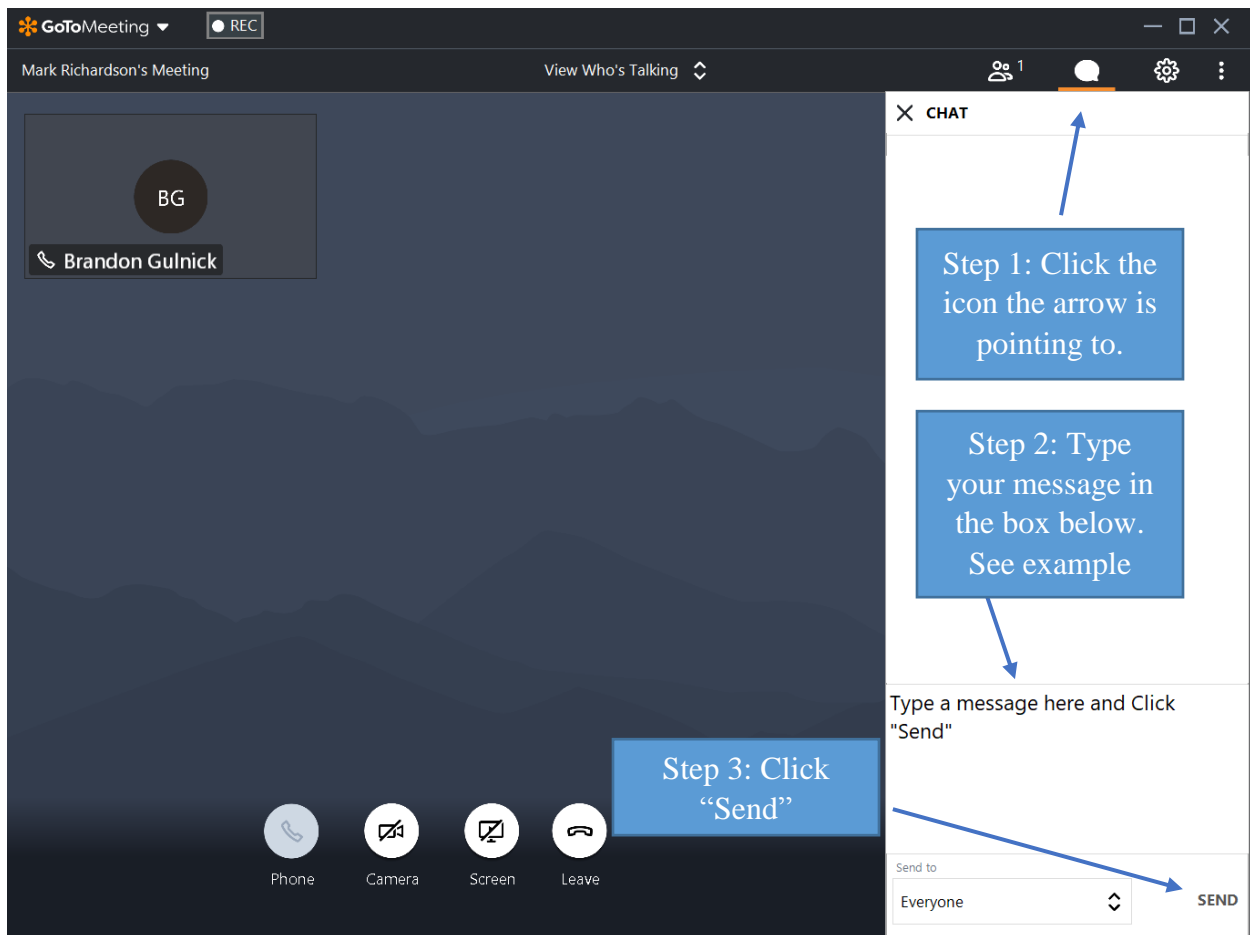 GoToMeeting
REC
Mark Richardson's Meeting
View Who's Talking
1
CHAT
BG
Brandon Gulnick
Step 1: Click the
icon the arrow is
pointing to.
Step 2: Type
your message in
the box below.
See example
Type a message here and Click
"Send"
Step 3: Click
“Send”
Phone
Camera
Screen
Leave
Send to
Everyone
SEND